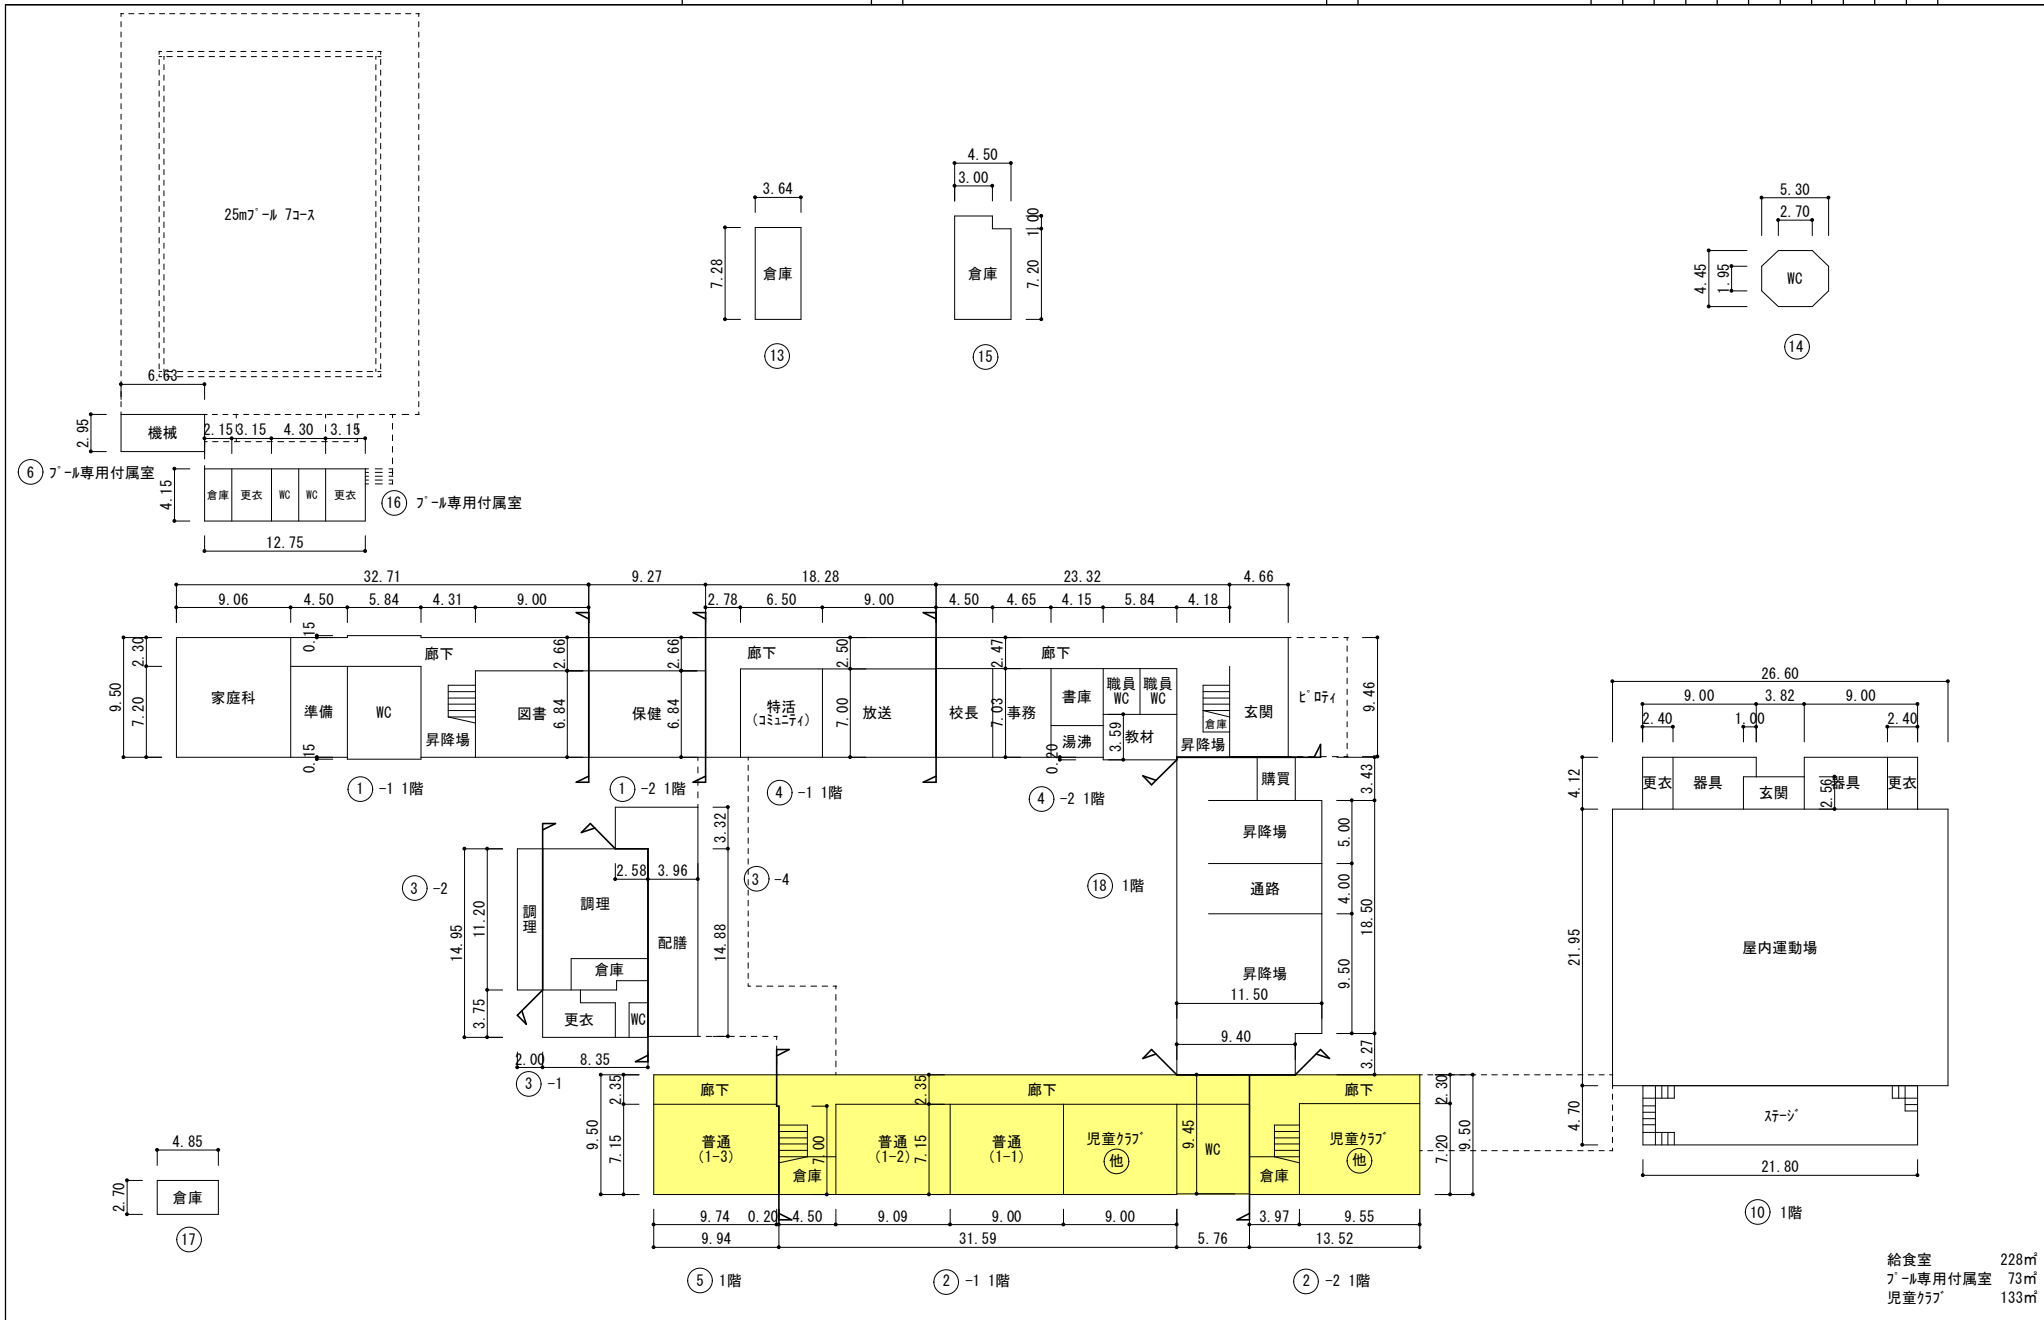 25mﾌﾟｰﾙ 7ｺｰｽ
3.64
7.28
倉庫
13
4.50
3.00
1.00
7.20
倉庫
15
5.30
2.70
4.45
1.95
WC
14
6.63
2.95
機械
2.15
3.15
4.30
3.15
6 ﾌﾟｰﾙ専用付属室
4.15
倉庫
更衣
WC
WC
更衣
16 ﾌﾟｰﾙ専用付属室
12.75
32.71
9.27
18.28
23.32
4.66
9.06
4.50
5.84
4.31
9.00
2.78
6.50
9.00
4.50
4.65
4.15
5.84
4.18
9.50
2.30
7.20
0.15
0.15
廊下
2.66
2.66
廊下
2.50
2.47
廊下
9.46
家庭科
準備
WC
昇降場
図書
6.84
保健
6.84
特活
(ｺﾐｭﾆﾃｨ)
7.00
放送
校長
7.03
事務
書庫
湯沸
0.20
職員
WC
職員
WC
3.59
教材
倉庫
昇降場
玄関
ﾋﾟﾛﾃｨ
1 -1 1階
1 -2 1階
4 -1 1階
4 -2 1階
購買
3.43
昇降場
5.00
通路
4.00
18.50
昇降場
9.50
11.50
9.40
3.27
18 1階
3 -2
3 -4
3.32
2.58
3.96
14.88
調理
調理
配膳
倉庫
更衣
WC
14.95
11.20
3.75
2.00
8.35
3 -1
26.60
9.00
3.82
9.00
2.40
1.00
2.40
4.12
更衣
器具
玄関
2.56
器具
更衣
21.95
屋内運動場
4.70
ｽﾃｰｼﾞ
21.80
10 1階
9.50
2.35
7.15
廊下
2.35
廊下
廊下
2.30
7.20
9.50
普通
(1-3)
倉庫
7.00
普通
(1-2)
7.15
普通
(1-1)
児童ｸﾗﾌﾞ
他
9.45
WC
倉庫
児童ｸﾗﾌﾞ
他
9.74
0.20
4.50
9.09
9.00
9.00
3.97
9.55
9.94
31.59
5.76
13.52
5 1階
2 -1 1階
2 -2 1階
4.85
2.70
倉庫
17
給食室 228㎡
ﾌﾟｰﾙ専用付属室 73㎡
児童ｸﾗﾌﾞ 133㎡